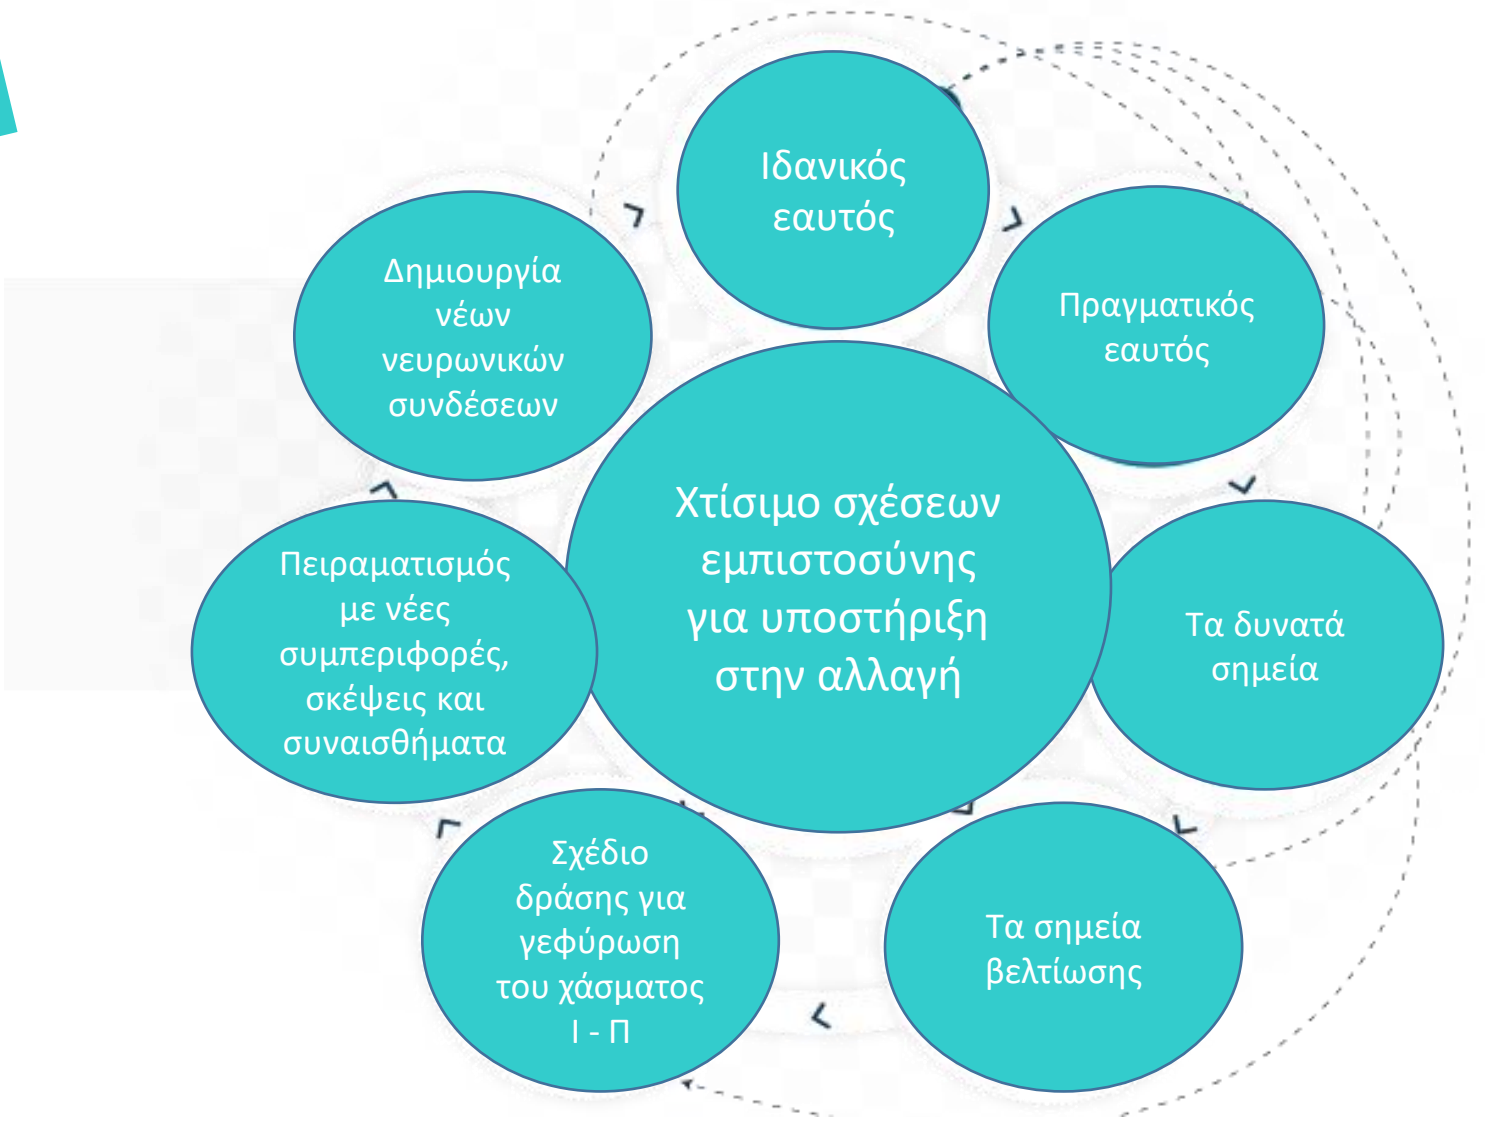 Ιδανικός
εαυτός
Πραγματικός
εαυτός
Τα δυνατά
σημεία
Τα σημεία
βελτίωσης
Σχέδιο
δράσης για
γεφύρωση
του χάσματος
Ι - Π
Πειραματισμός
με νέες
συμπεριφορές,
σκέψεις και
συναισθήματα
Δημιουργία
νέων
νευρωνικών
συνδέσεων
Χτίσιμο σχέσεων
εμπιστοσύνης
για υποστήριξη
στην αλλαγή